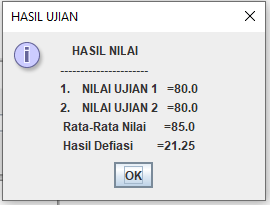 HASIL UJIAN
HASIL NILAI
----------------------
1. NILAI UJIAN 1 =80.0
2. NILAI UJIAN 2 =80.0
Rata-Rata Nilai =85.0
Hasil Defiasi =21.25
OK